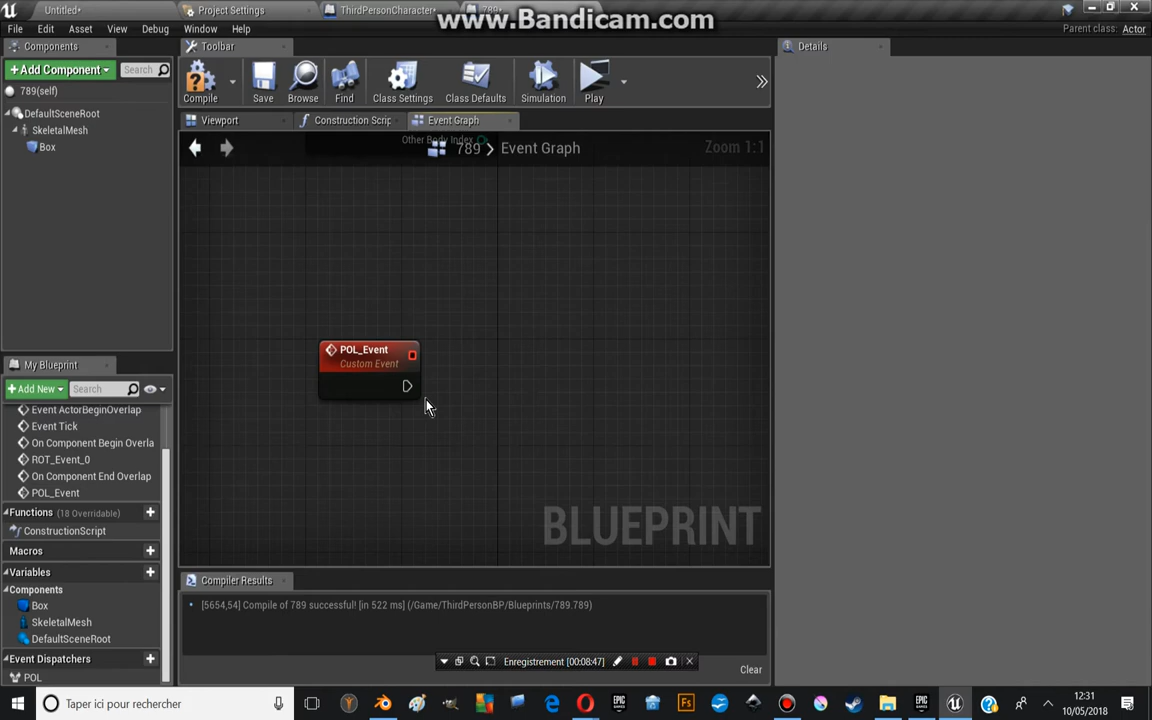 www.Bandicam.com
Untitled*
Project Settings
ThirdPersonCharacter*
789*
File Edit Asset View Debug Window Help
Parent class: Actor
Components
Toolbar
Details
+Add Component
Search
Compile
Save
Browse
Find
Class Settings
Class Defaults
Simulation
Play
789(self)
DefaultSceneRoot
SkeletalMesh
Box
Viewport
Construction Scrip
Event Graph
Other Body Index
789 > Event Graph
Zoom 1:1
POL_Event
Custom Event
BLUEPRINT
My Blueprint
+Add New
Search
Event ActorBeginOverlap
Event Tick
On Component Begin Overla
ROT_Event_0
On Component End Overlap
POL_Event
Functions (18 Overridable)
ConstructionScript
Macros
Variables
Components
Box
SkeletalMesh
DefaultSceneRoot
Event Dispatchers
POL
Compiler Results
[5654,54] Compile of 789 successful! [in 522 ms] (/Game/ThirdPersonBP/Blueprints/789.789)
Enregistrement [00:08:47]
Clear
Taper ici pour rechercher
12:31
10/05/2018